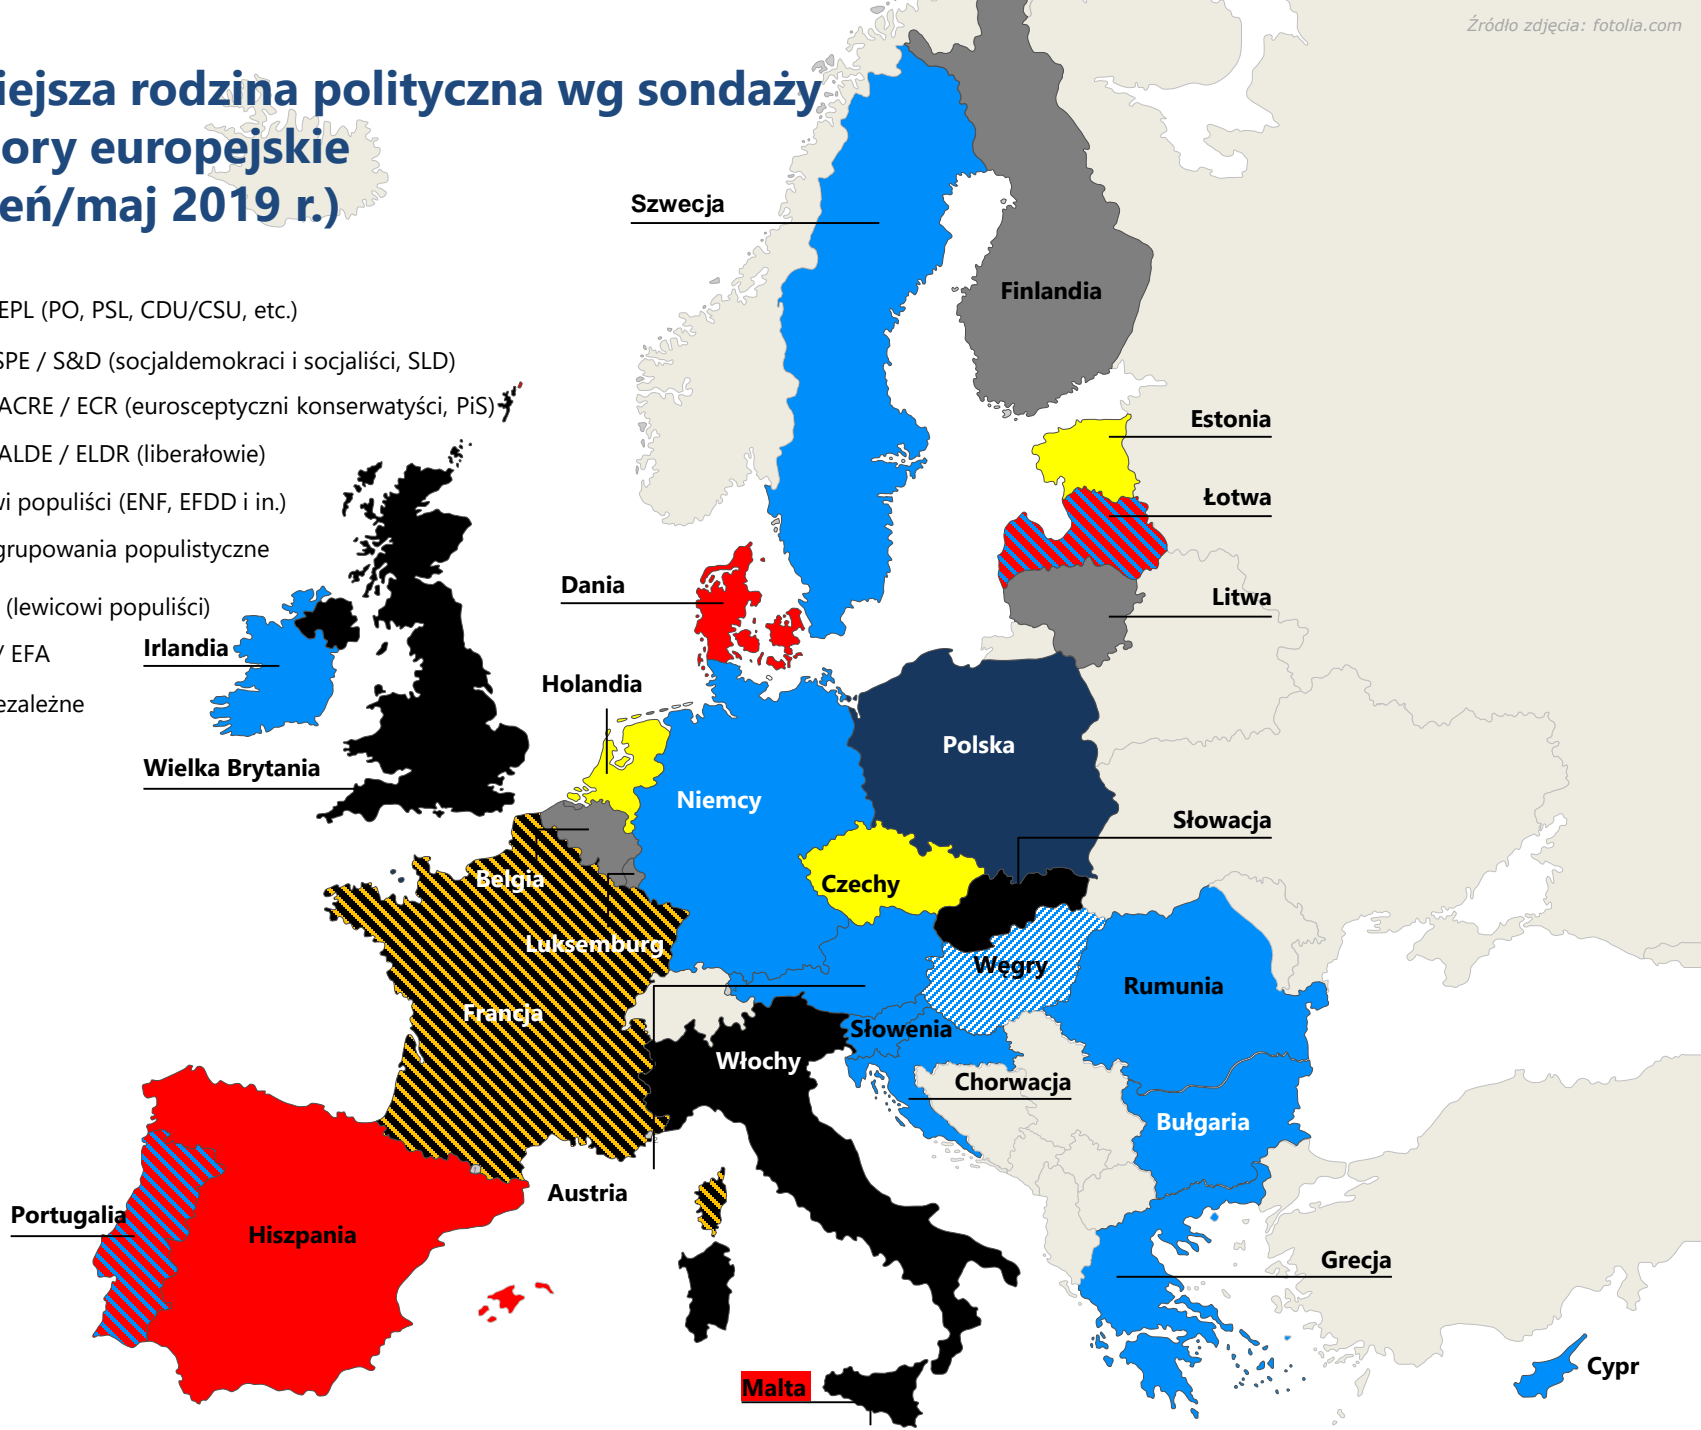 Źródło zdjęcia: fotolia.com
iejsza rodzina polityczna wg sondaży
ory europejskie
eń/maj 2019 r.)
EPL (PO, PSL, CDU/CSU, etc.)
SPE / S&D (socjaldemokraci i socjaliści, SLD)
ACRE / ECR (eurosceptyczni konserwatyści, PiS)
ALDE / ELDR (liberałowie)
wi populiści (ENF, EFDD i in.)
grupowania populistyczne
(lewicowi populiści)
/ EFA
ezależne
Szwecja
Finlandia
Estonia
Łotwa
Litwa
Dania
Irlandia
Holandia
Wielka Brytania
Polska
Niemcy
Słowacja
Czechy
Belgia
Luksemburg
Węgry
Rumunia
Francja
Słowenia
Włochy
Chorwacja
Bułgaria
Austria
Portugalia
Hiszpania
Grecja
Malta
Cypr